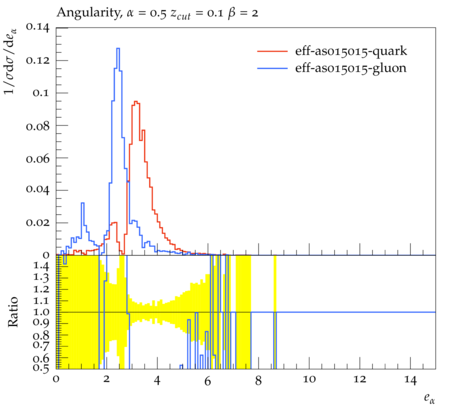 Angularity, α = 0.5 z_cut = 0.1 β = 2
1/σdσ/de_α
0.14
0.12
0.1
0.08
0.06
0.04
0.02
0
eff-as015015-quark
eff-as015015-gluon
Ratio
1.4
1.3
1.2
1.1
1.0
0.9
0.8
0.7
0.6
0.5
0 2 4 6 8 10 12 14
e_α